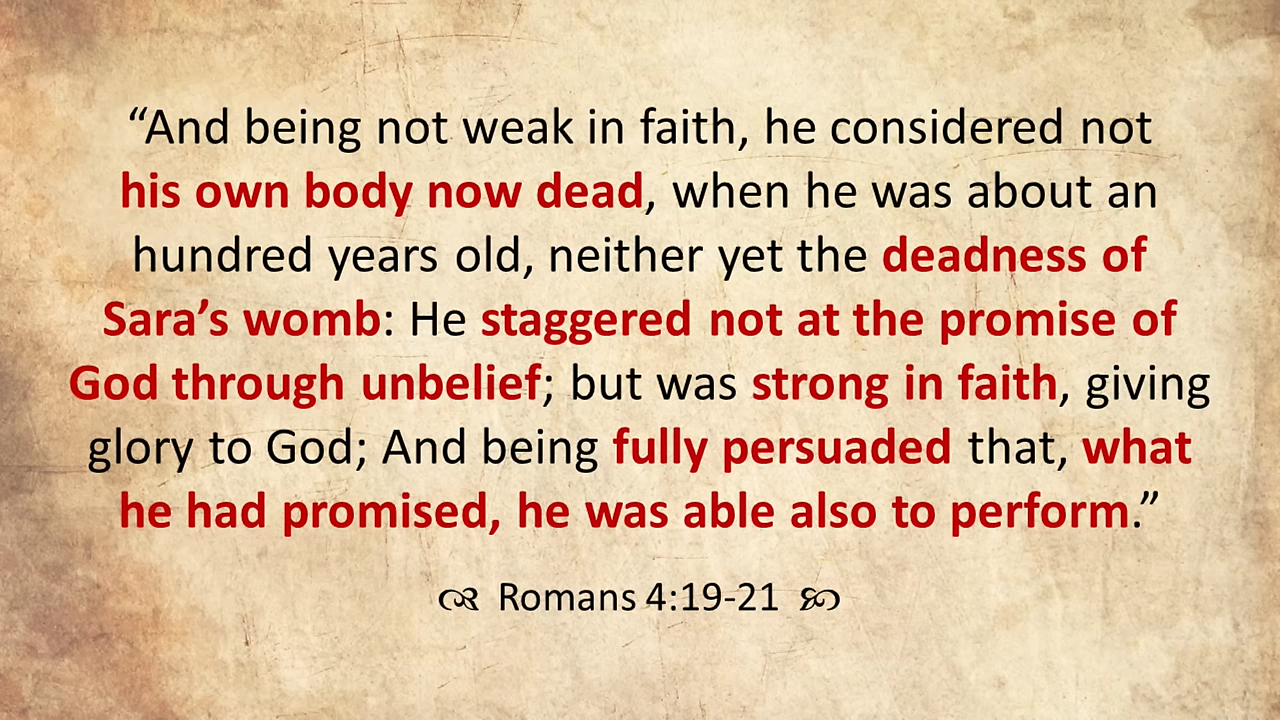 “And being not weak in faith, he considered not
his own body now dead, when he was about an
hundred years old, neither yet the deadness of
Sara’s womb: He staggered not at the promise of
God through unbelief; but was strong in faith, giving
glory to God; And being fully persuaded that, what
he had promised, he was able also to perform.”
Romans 4:19-21